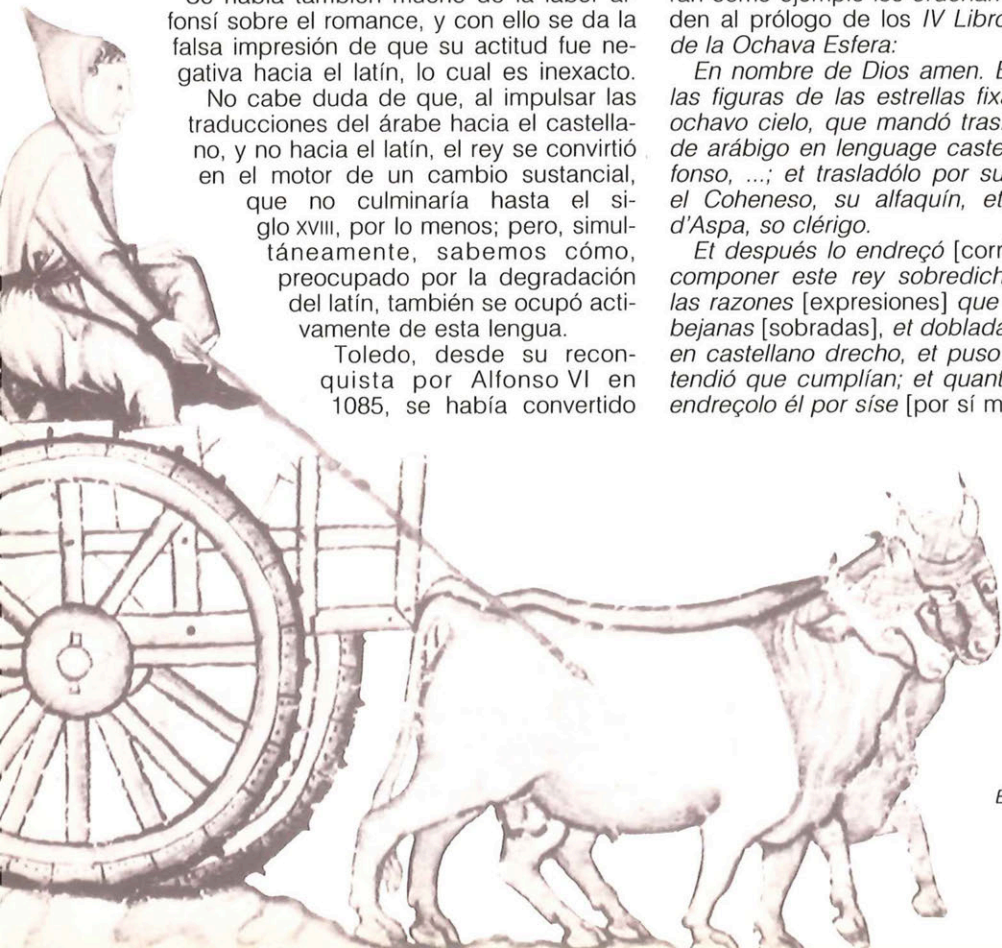 Se habla también mucho de la labor al-
fonsí sobre el romance, y con ello se da la
falsa impresión de que su actitud fue ne-
gativa hacia el latín, lo cual es inexacto.
No cabe duda de que, al impulsar las
traducciones del árabe hacia el castella-
no, y no hacia el latín, el rey se convirtió
en el motor de un cambio sustancial,
que no culminaría hasta el si-
glo XVIII, por lo menos; pero, simul-
táneamente, sabemos cómo,
preocupado por la degradación
del latín, también se ocupó acti-
vamente de esta lengua.
Toledo, desde su recon-
quista por Alfonso VI en
1085, se había convertido
den al prólogo de los IV Libro
de la Ochava Esfera:
En nombre de Dios amen.
las figuras de las estrellas fix
ochavo cielo, que mandó tras
de arábigo en lenguage caste
fonso, ...; et trasladólo por su
el Coheneso, su alfaquín, et
d'Aspa, so clérigo.
Et después lo endreçó [corr
componer este rey sobredich
las razones [expresiones] que
bejanas [sobradas], et doblada
en castellano drecho, et puso
tendió que cumplían; et quant
endreçolo él por síse [por sí m